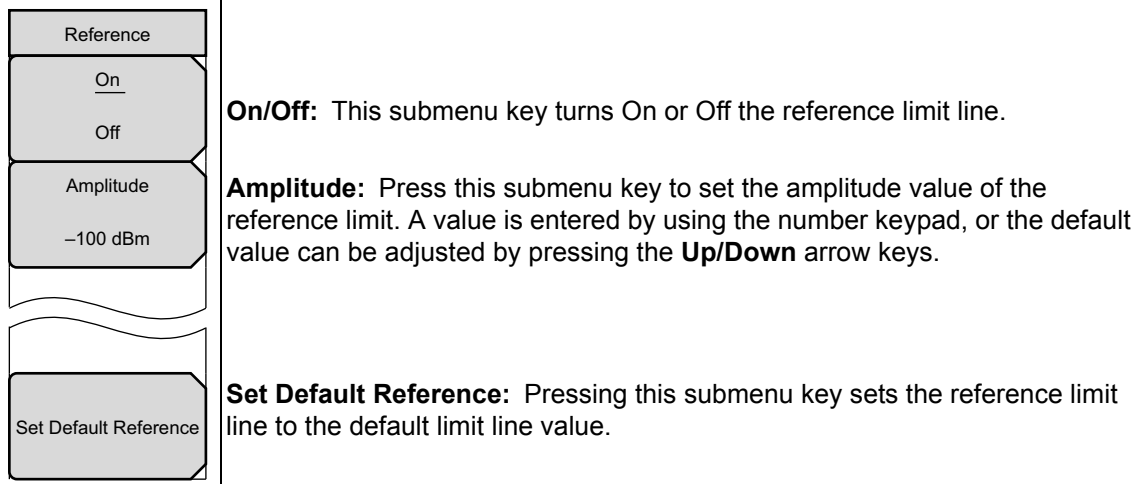 Reference
On
Off
On/Off: This submenu key turns On or Off the reference limit line.
Amplitude
–100 dBm
Amplitude: Press this submenu key to set the amplitude value of the
reference limit. A value is entered by using the number keypad, or the default
value can be adjusted by pressing the Up/Down arrow keys.
Set Default Reference
Set Default Reference: Pressing this submenu key sets the reference limit
line to the default limit line value.